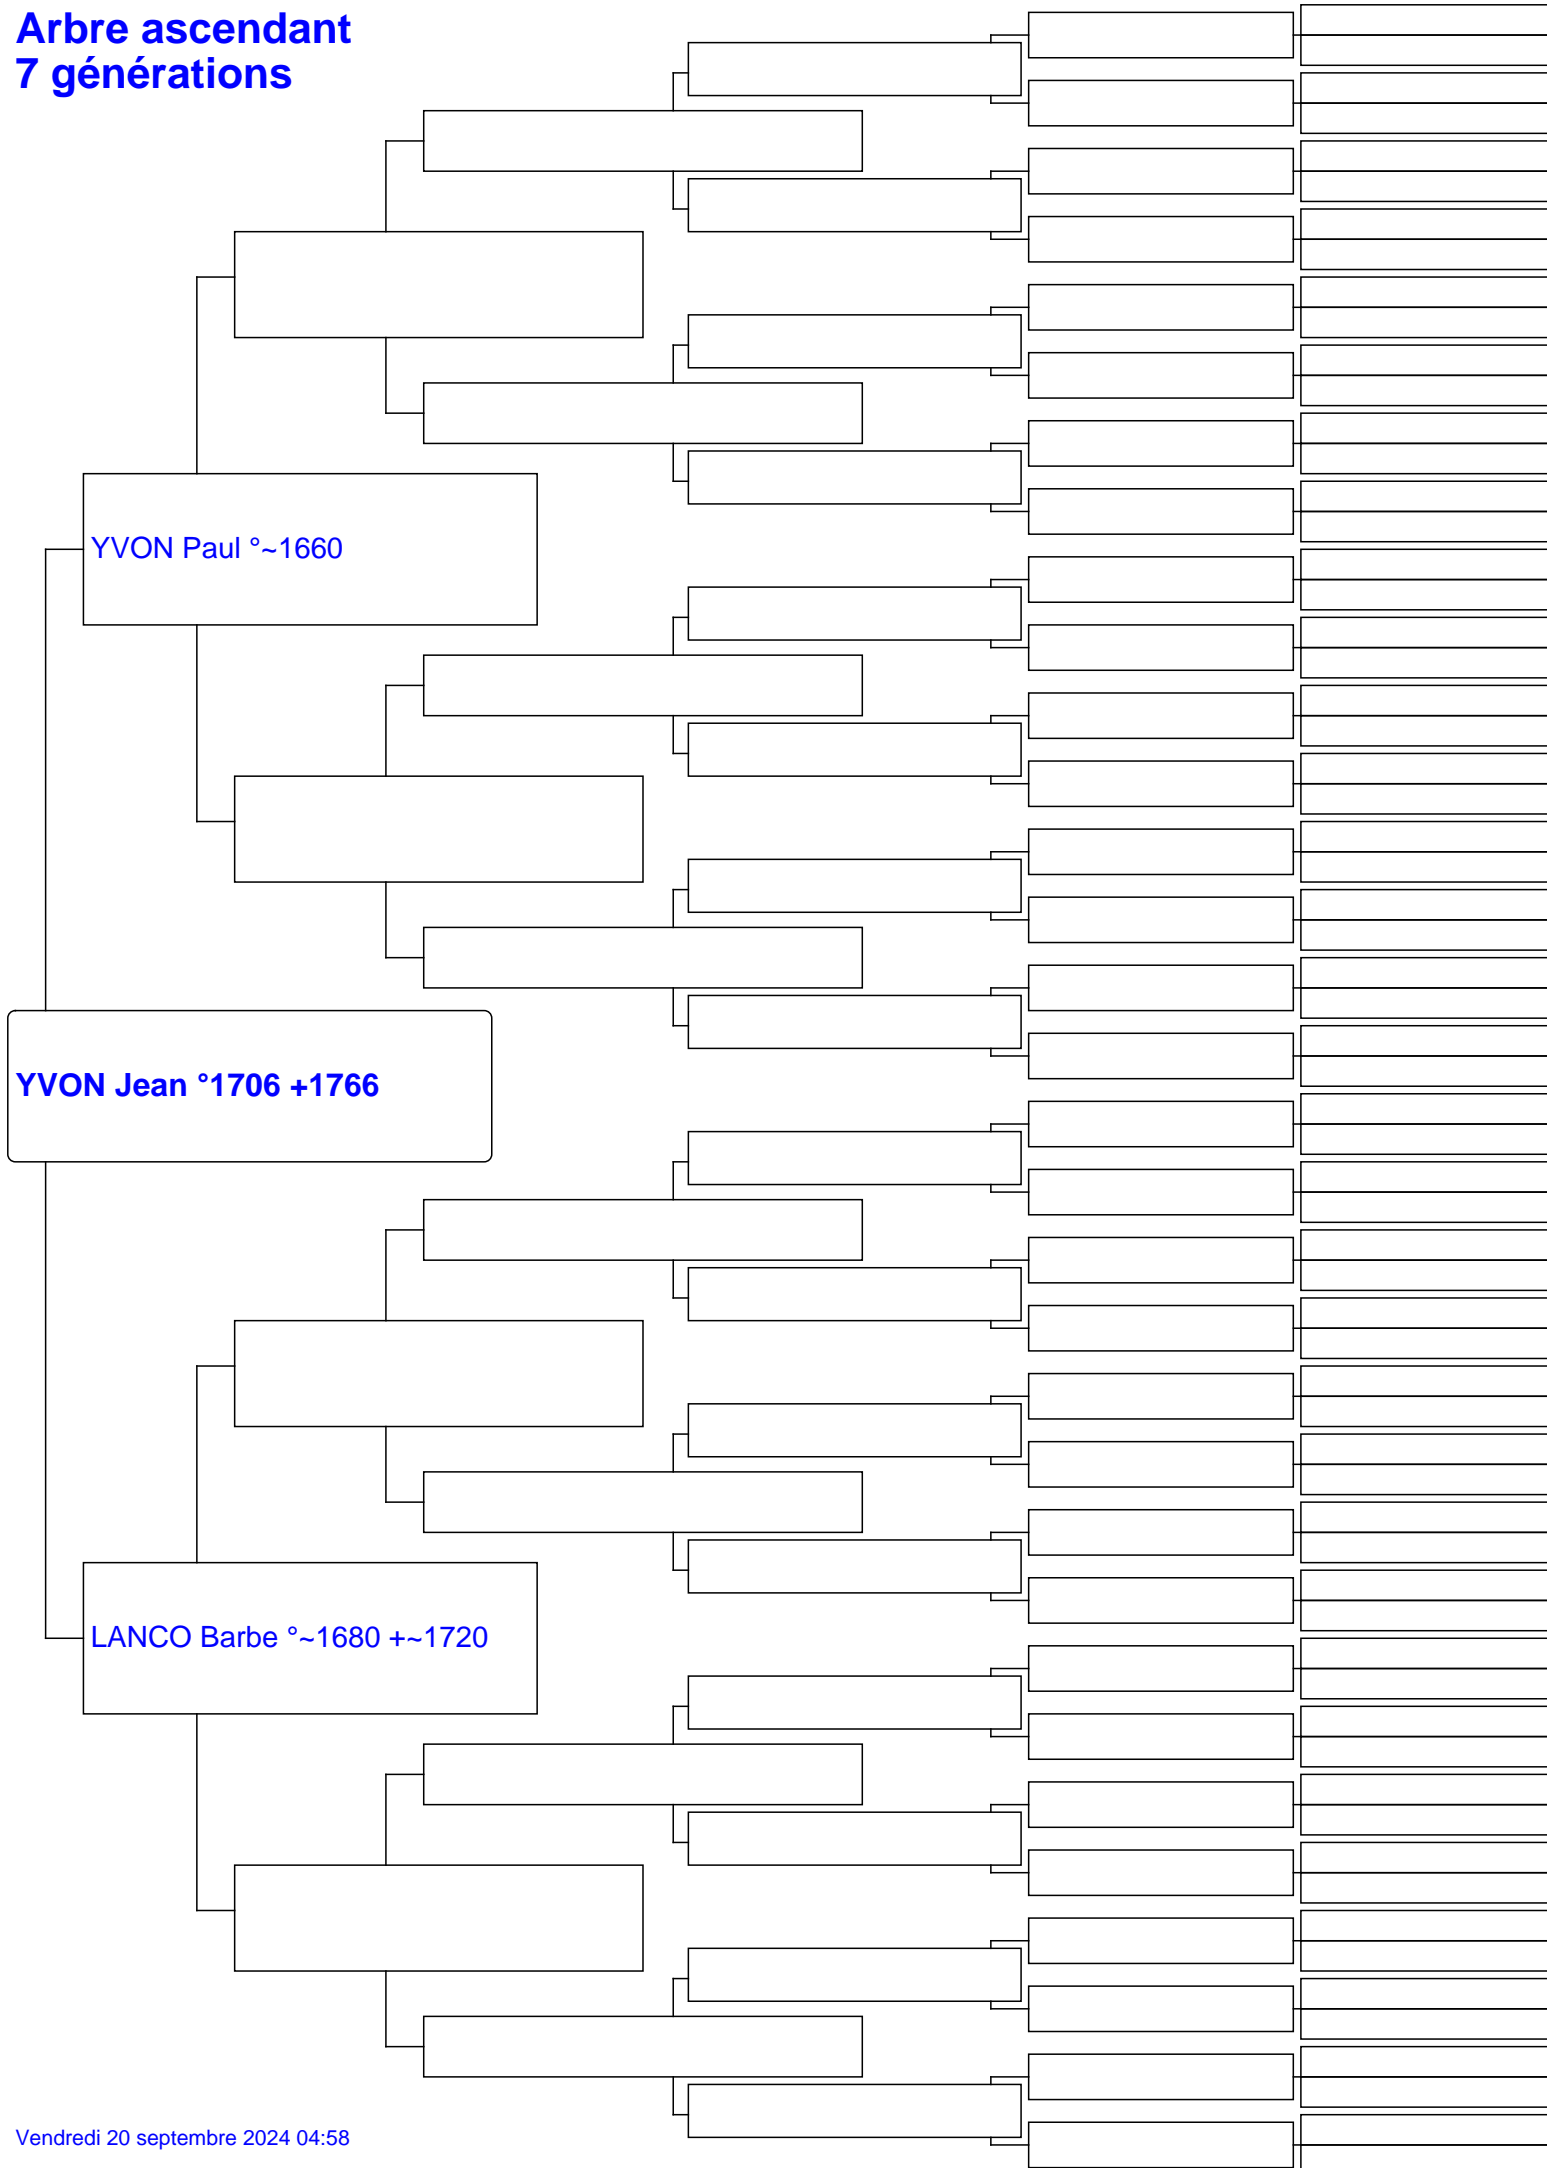 Arbre ascendant
7 générations
YVON Paul °~1660
YVON Jean °1706 +1766
LANCO Barbe °~1680 +~1720
Vendredi 20 septembre 2024 04:58